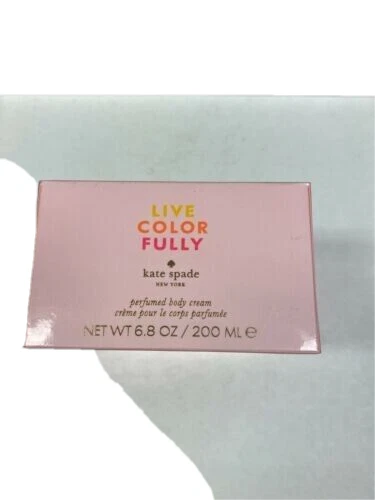 LIVE
COLOR
FULLY
kate spade
NEW YORK
perfumed body cream
crème pour le corps parfumée
NET WT 6.8 OZ / 200 ML ℮